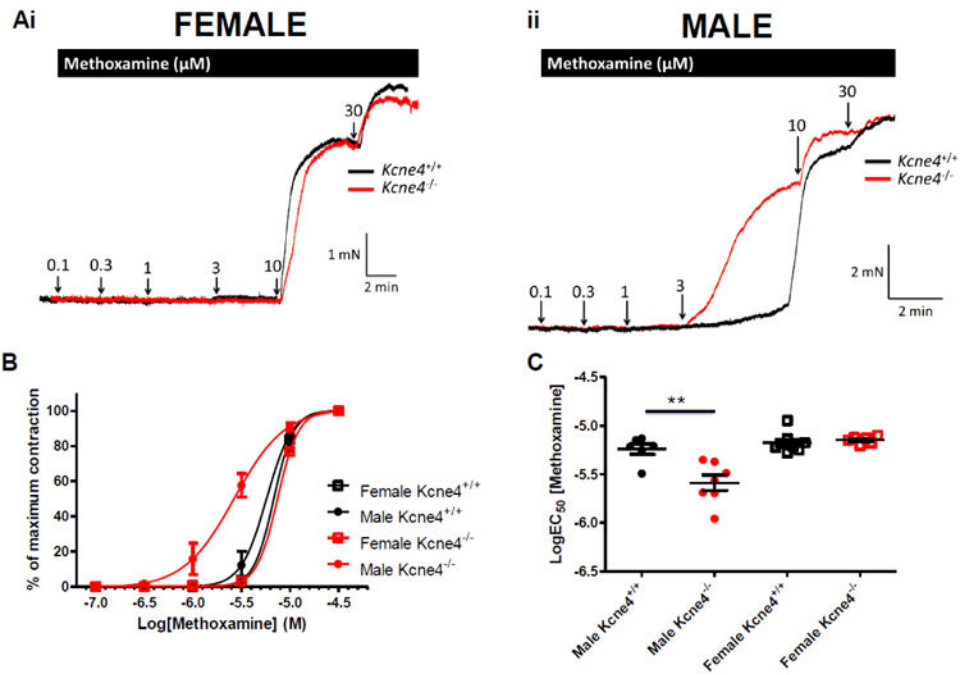 Ai
FEMALE
Methoxamine (μM)
30
Kcne4+/+
Kcne4-/-
1 mN
2 min
0.1
0.3
1
3
10
ii
MALE
Methoxamine (μM)
30
10
Kcne4+/+
Kcne4-/-
2 mN
2 min
0.1
0.3
1
3
B
% of maximum contraction
100
80
60
40
20
0
-7.0
-6.5
-6.0
-5.5
-5.0
-4.5
Log[Methoxamine] (M)
Female Kcne4+/+
Male Kcne4+/+
Female Kcne4-/-
Male Kcne4-/-
C
LogEC50 [Methoxamine]
-4.5
-5.0
-5.5
-6.0
-6.5
**
Male Kcne4+/+
Male Kcne4-/-
Female Kcne4+/+
Female Kcne4-/-